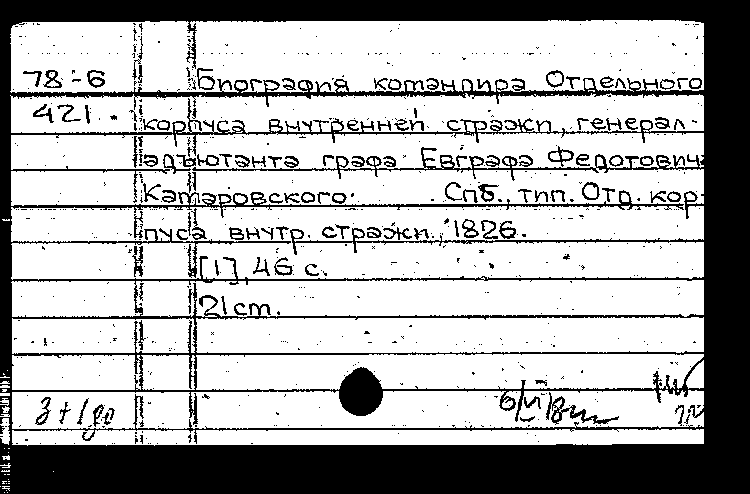 78-6 Биография командира Отдельного
421. корпуса внутренней стражи, генерал-
адъютанта графа Евграфа Федотовича
Комаровского. Спб., тип. Отд. кор-
пуса внутр. стражи, 1826.
[1], 46 с.
21 cm.
3+1